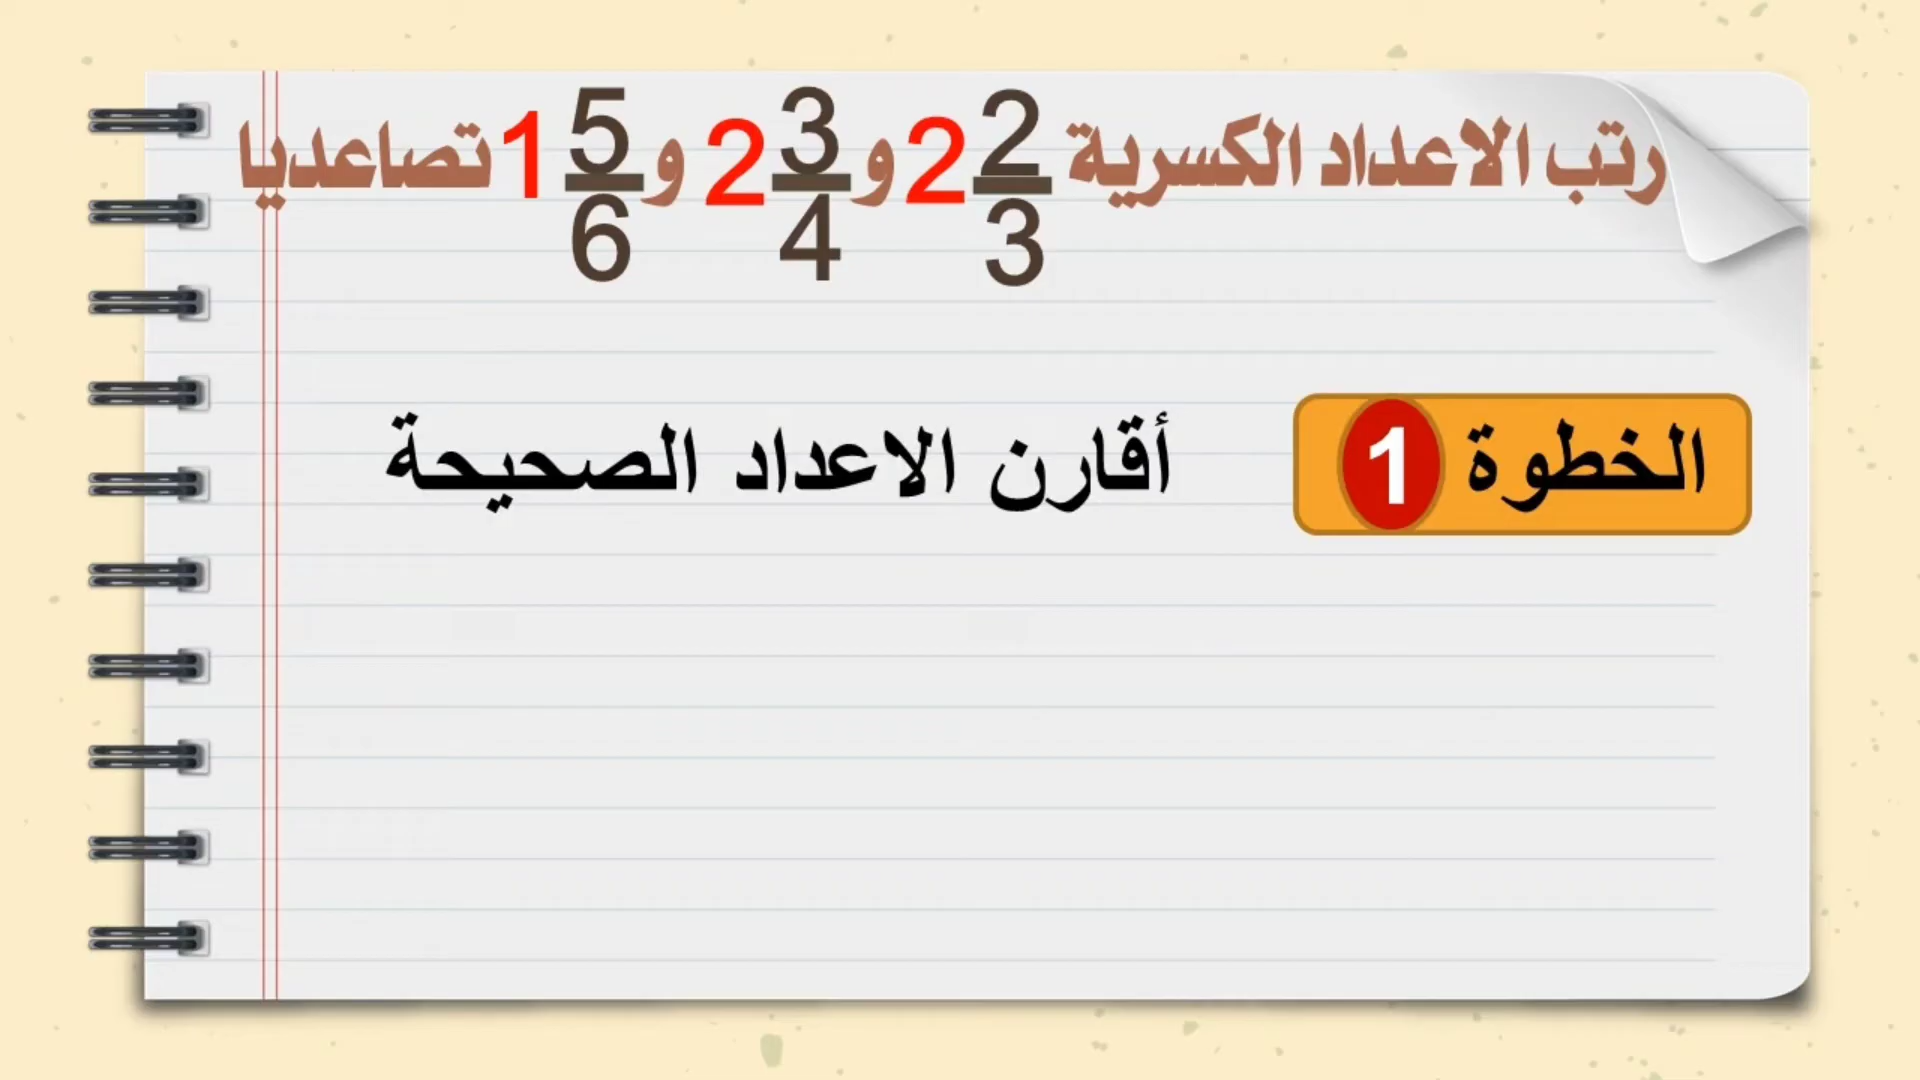 رتب الاعداد الكسرية 2 2/3 و 2 3/4 و 1 5/6 تصاعديا
الخطوة 1 أقارن الاعداد الصحيحة